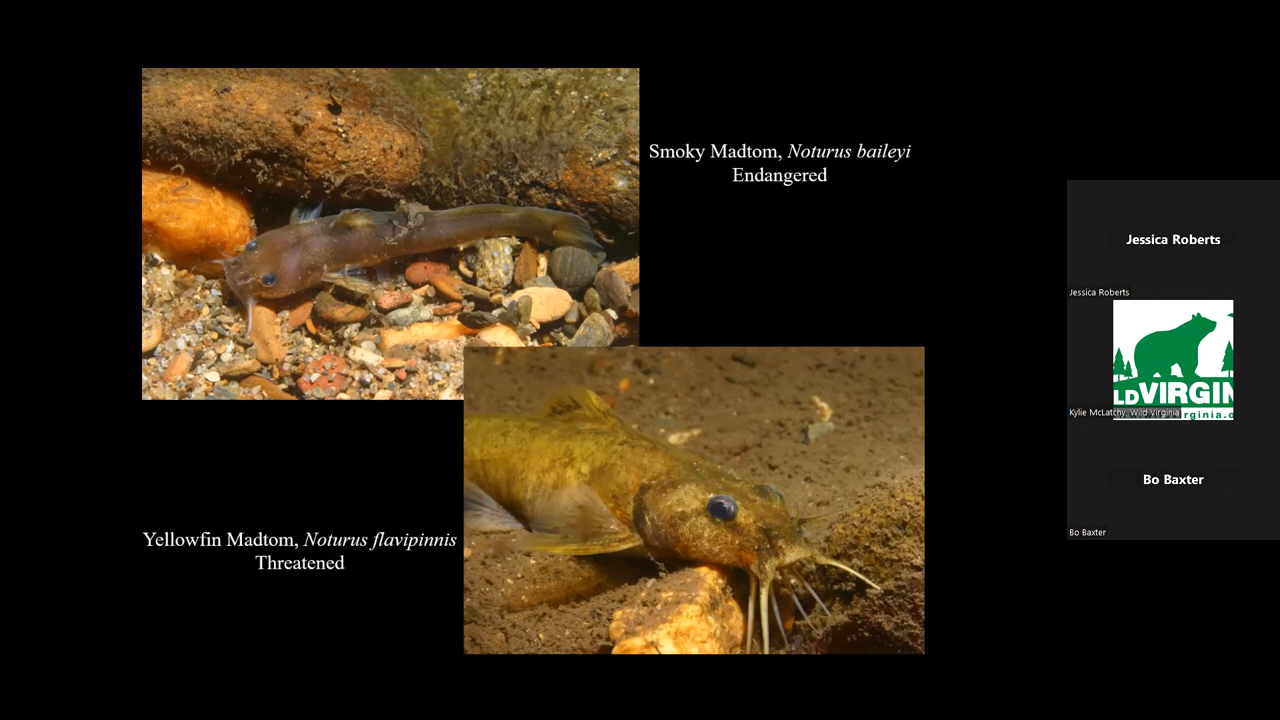 Smoky Madtom, Noturus baileyi
Endangered
Yellowfin Madtom, Noturus flavipinnis
Threatened
Jessica Roberts
Jessica Roberts
LDVIRGIN
Kylie McLatchy, Wild Virginia
rginia.o
Bo Baxter
Bo Baxter